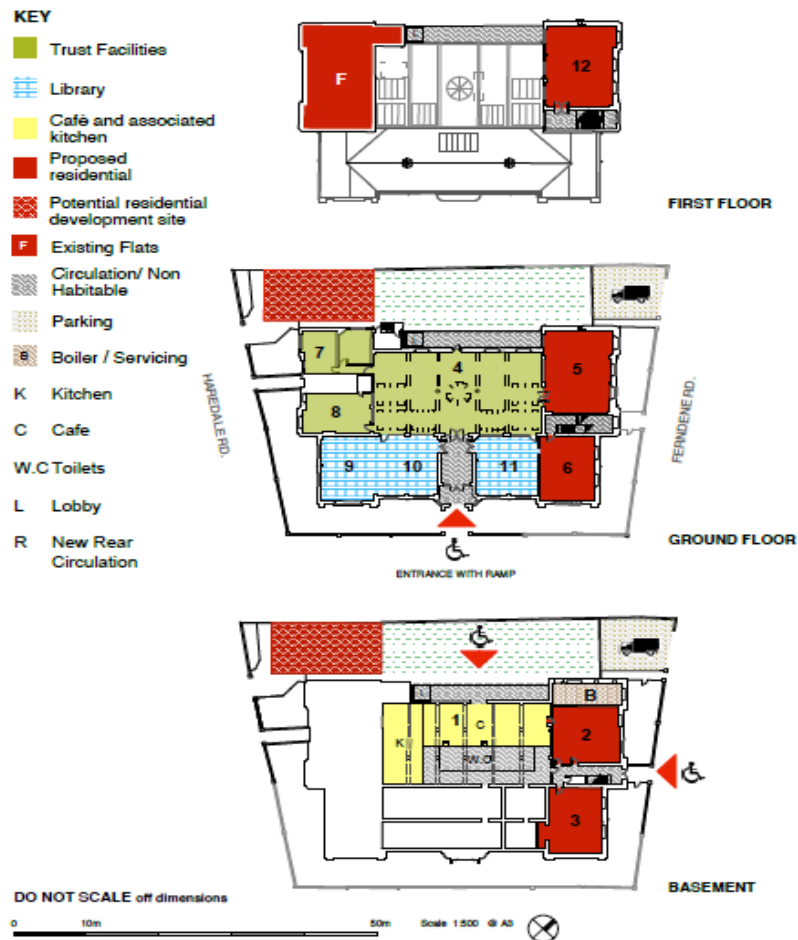 KEY
Trust Facilities
Library
Café and associated
kitchen
Proposed
residential
Potential residential
development site
F Existing Flats
Circulation/ Non
Habitable
Parking
B Boiler / Servicing
K Kitchen
C Cafe
W.C Toilets
L Lobby
R New Rear
Circulation
F
12
FIRST FLOOR
HAREDALE RD.
FERNDENE RD.
7
4
5
8
9
10
11
6
GROUND FLOOR
ENTRANCE WITH RAMP
B
1
C
2
K
W.C
3
BASEMENT
DO NOT SCALE off dimensions
0 10m 50m Scale 1:500 @ A3